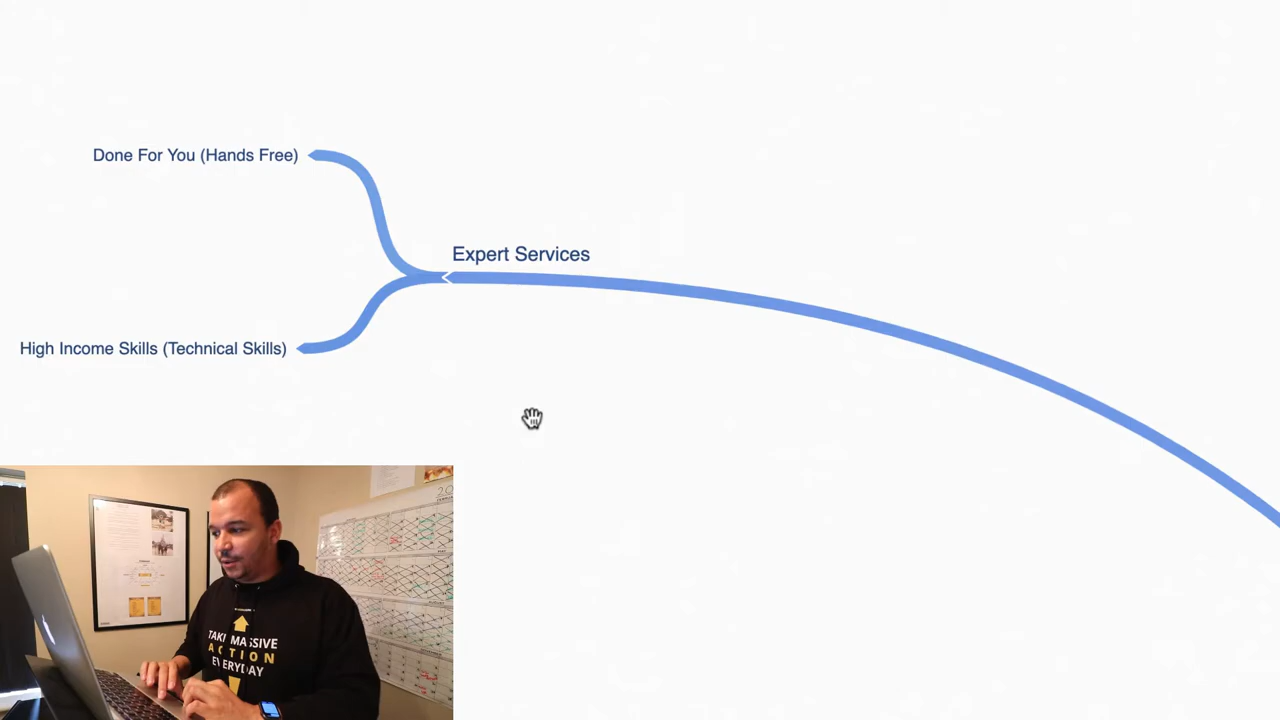 Done For You (Hands Free)
Expert Services
High Income Skills (Technical Skills)
TAKE MASSIVE
ACTION
EVERYDAY